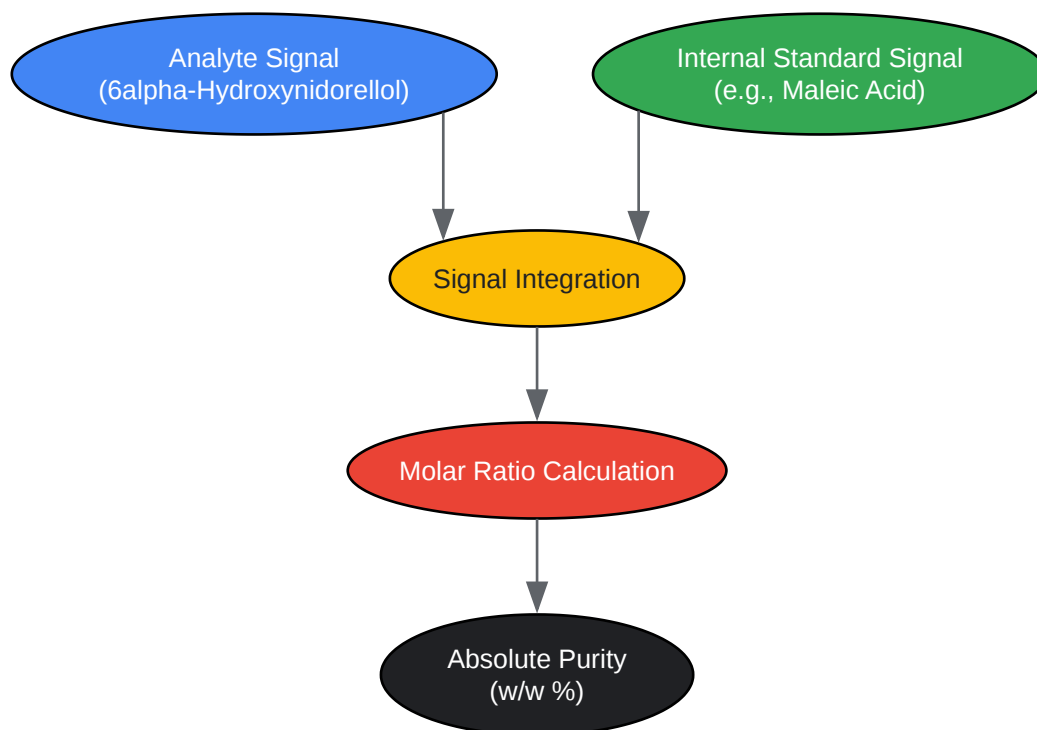 Analyte Signal
(6alpha-Hydroxynidorellol)
Internal Standard Signal
(e.g., Maleic Acid)
Signal Integration
Molar Ratio Calculation
Absolute Purity
(w/w %)